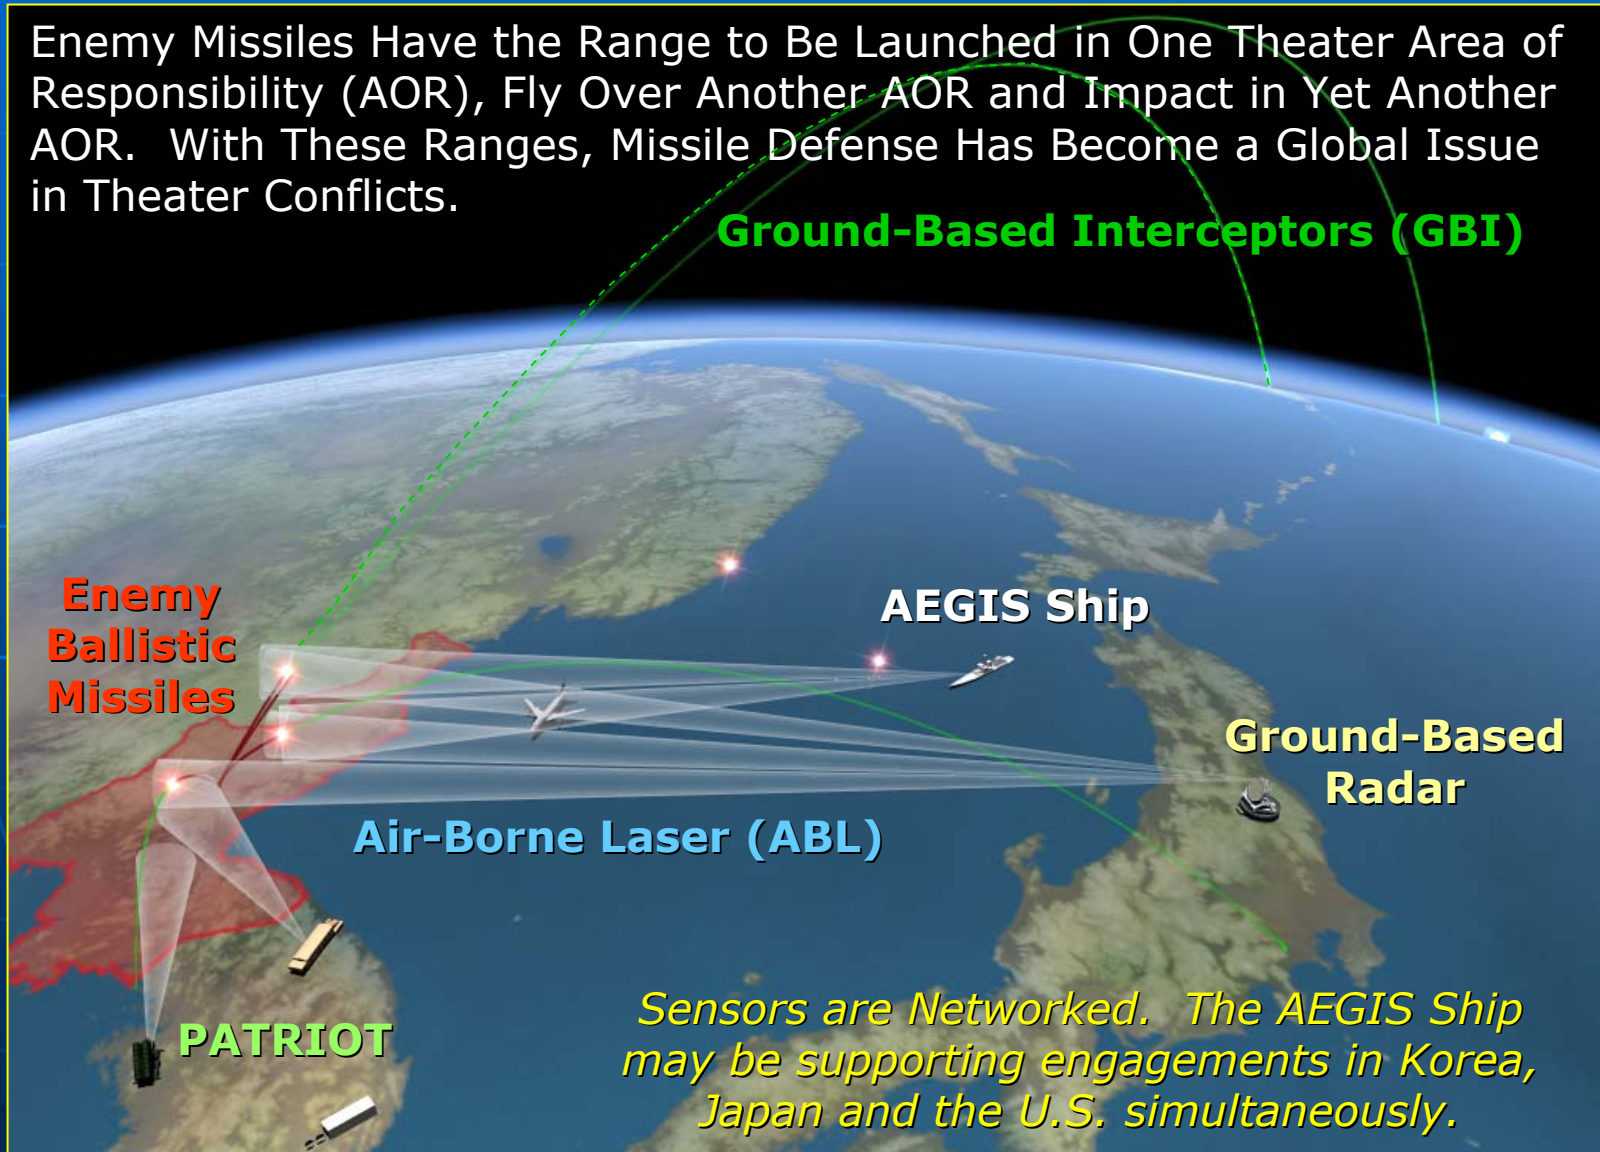 Enemy Missiles Have the Range to Be Launched in One Theater Area of
Responsibility (AOR), Fly Over Another AOR and Impact in Yet Another
AOR.  With These Ranges, Missile Defense Has Become a Global Issue
in Theater Conflicts.
Ground-Based Interceptors (GBI)
Enemy
Ballistic
Missiles
AEGIS Ship
Ground-Based
Radar
Air-Borne Laser (ABL)
PATRIOT
Sensors are Networked.  The AEGIS Ship
may be supporting engagements in Korea,
Japan and the U.S. simultaneously.